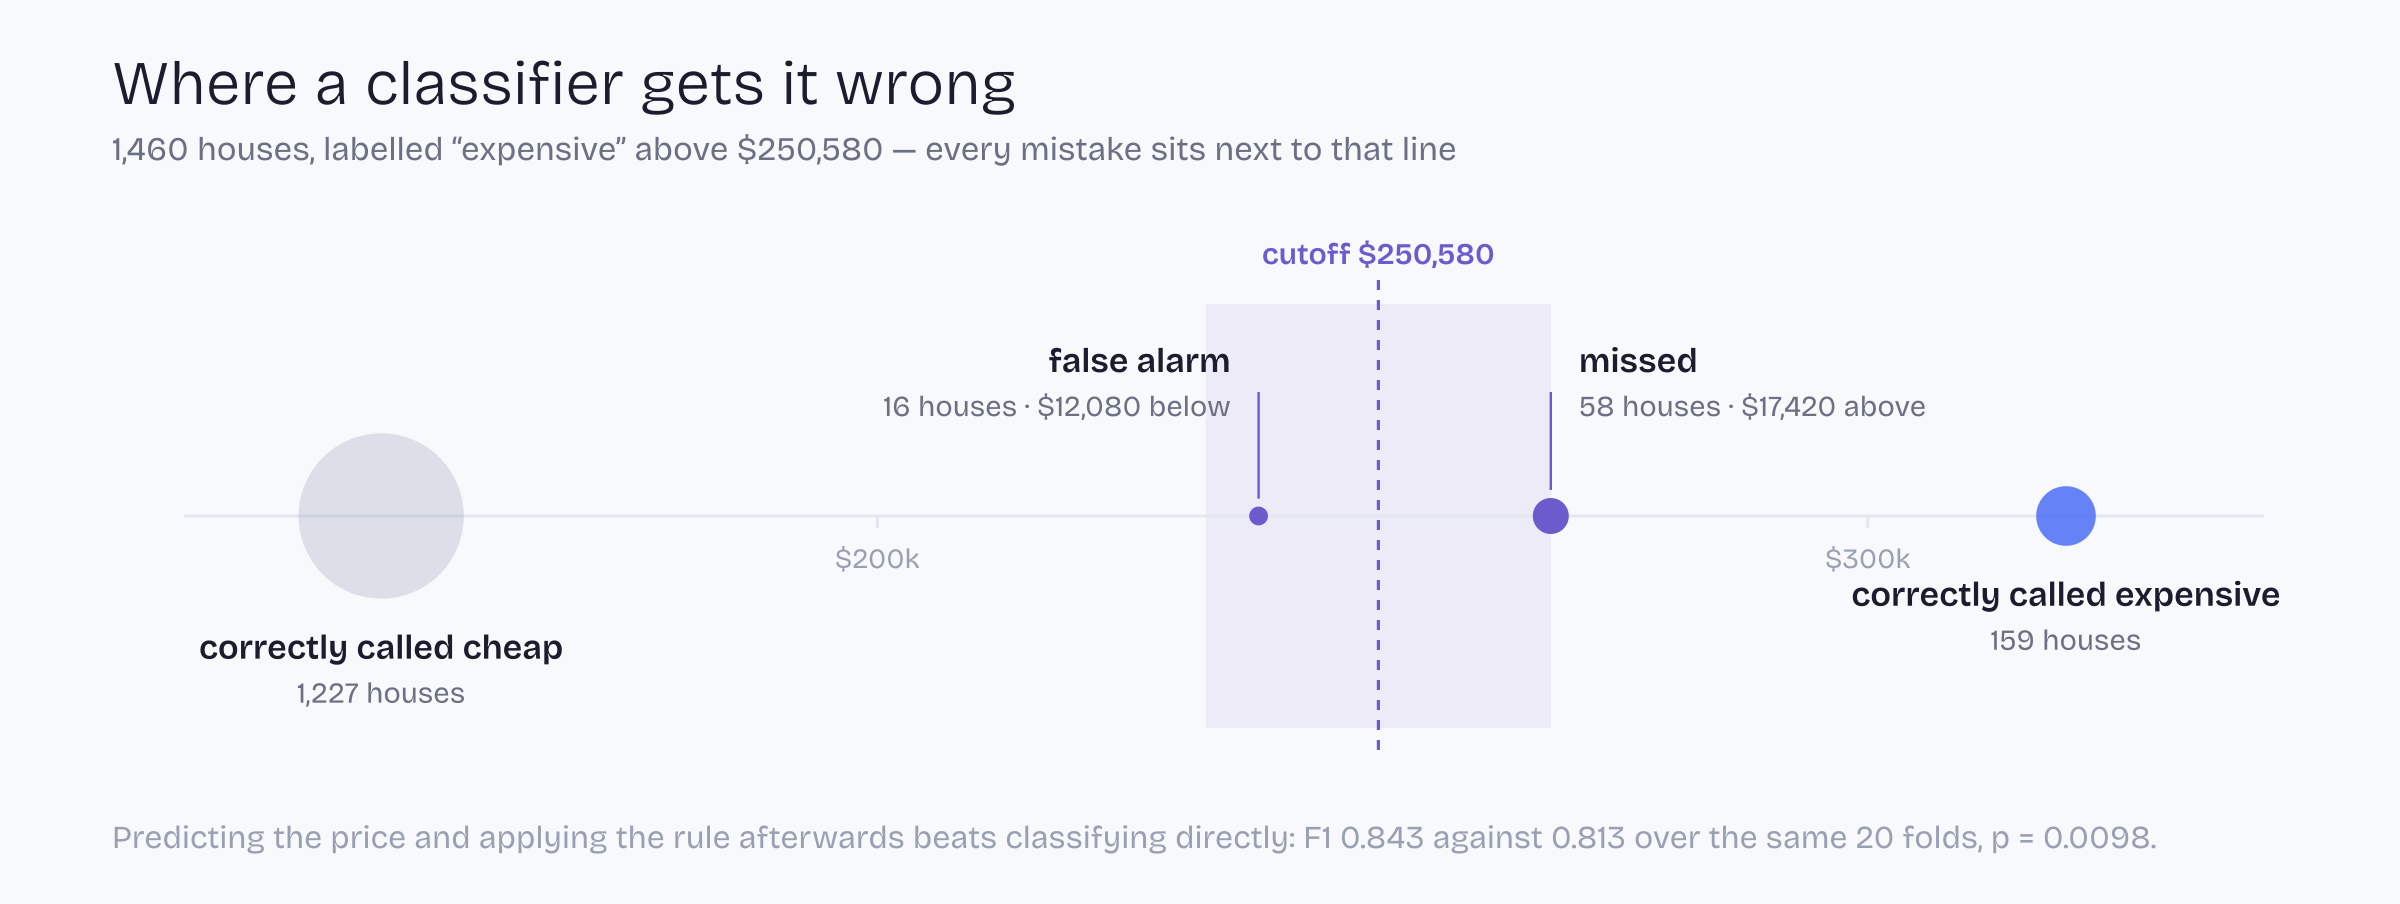 Where a classifier gets it wrong
1,460 houses, labelled “expensive” above $250,580 — every mistake sits next to that line
cutoff $250,580
false alarm
16 houses · $12,080 below
missed
58 houses · $17,420 above
$200k
$300k
correctly called cheap
1,227 houses
correctly called expensive
159 houses
Predicting the price and applying the rule afterwards beats classifying directly: F1 0.843 against 0.813 over the same 20 folds, p = 0.0098.